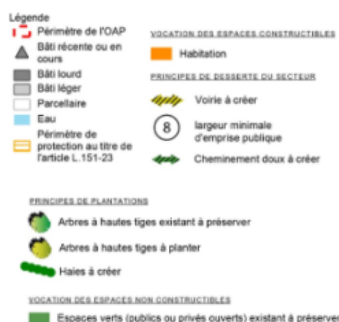 Légende
Périmètre de l'OAP
Bâti récente ou en
cours
Bâti lourd
Bâti léger
Parcellaire
Eau
Périmètre de
protection au titre de
l'article L.151-23
VOCATION DES ESPACES CONSTRUCTIBLES
Habitation
PRINCIPES DE DESSERTE DU SECTEUR
Voirie à créer
8
largeur minimale
d'emprise publique
Cheminement doux à créer
PRINCIPES DE PLANTATIONS
Arbres à hautes tiges existant à préserver
Arbres à hautes tiges à planter
Haies à créer
VOCATION DES ESPACES NON CONSTRUCTIBLES
Espaces verts (publics ou privés ouverts) existant à préserver